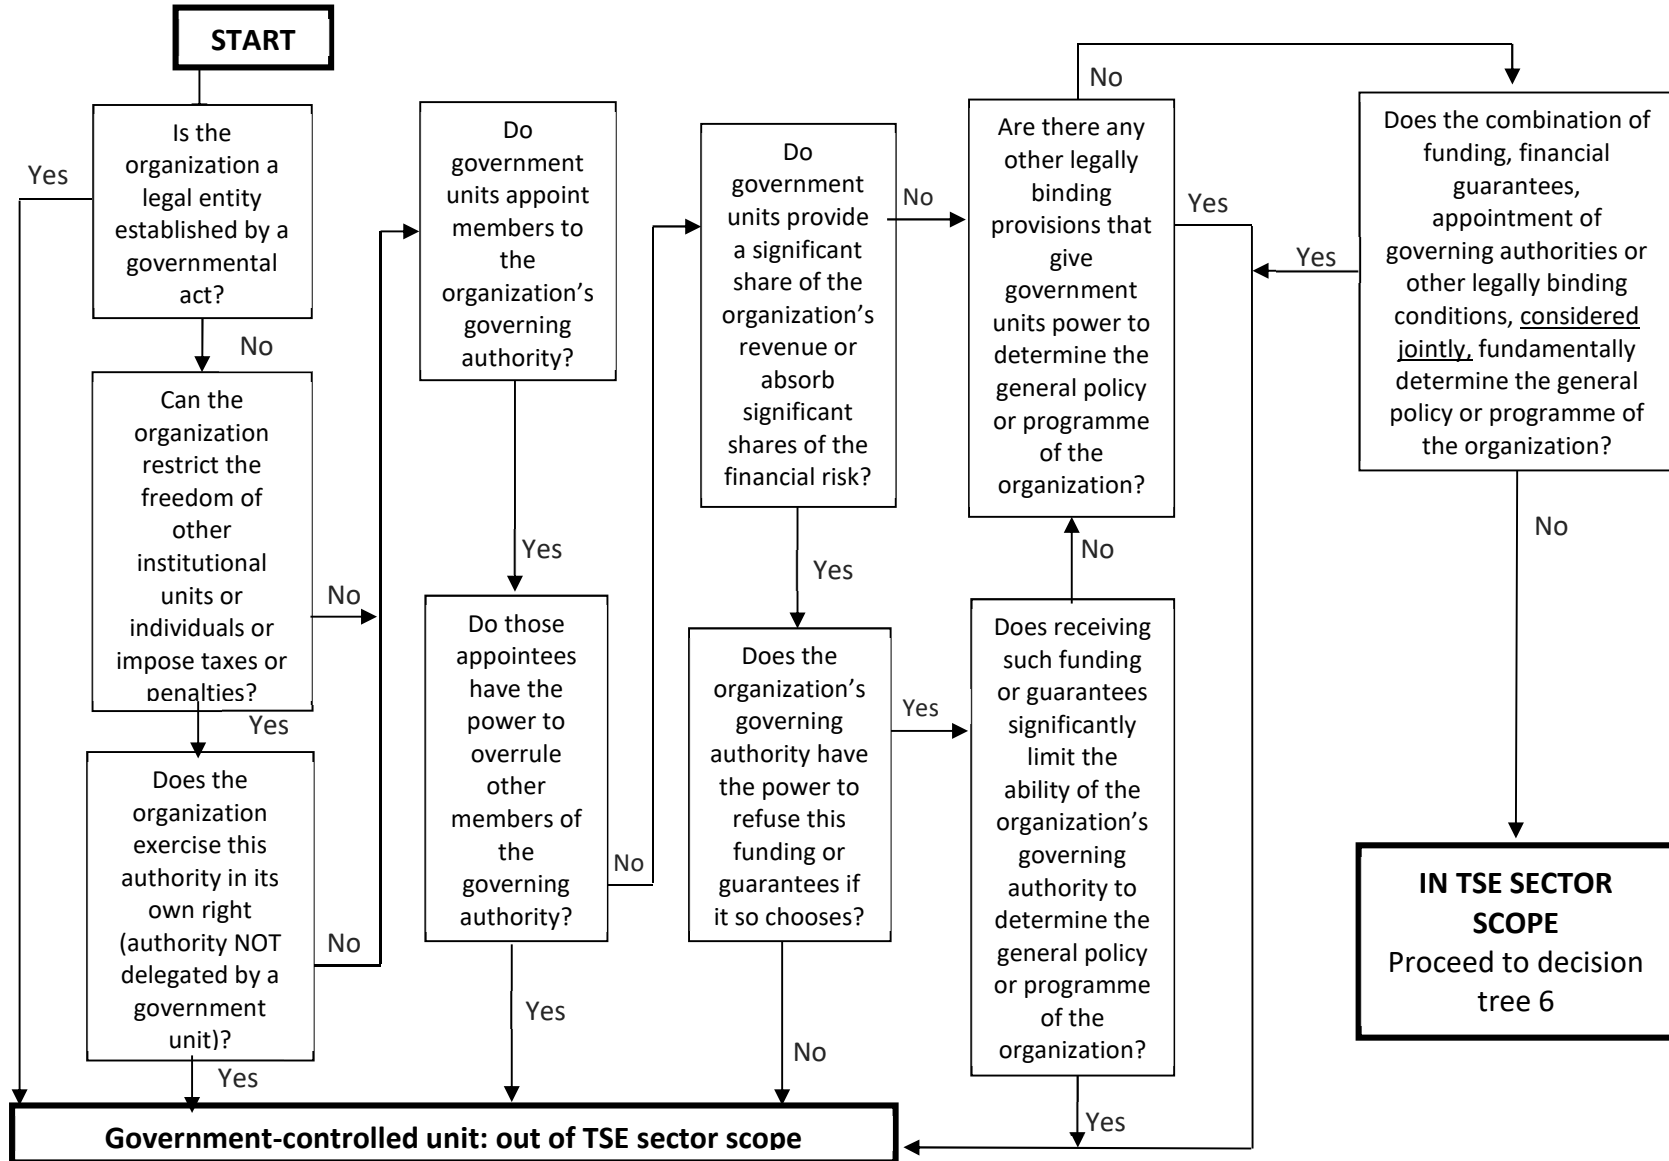 START
Is the
organization a
legal entity
established by a
governmental
act?
Yes
No
Can the
organization
restrict the
freedom of
other
institutional
units or
individuals or
impose taxes or
penalties?
No
Yes
Does the
organization
exercise this
authority in its
own right
(authority NOT
delegated by a
government
unit)?
No
Yes
Do
government
units appoint
members to
the
organization’s
governing
authority?
Yes
Do those
appointees
have the
power to
overrule
other
members of
the
governing
authority?
No
Yes
Do
government
units provide
a significant
share of the
organization’s
revenue or
absorb
significant
shares of the
financial risk?
No
Yes
Does the
organization’s
governing
authority have
the power to
refuse this
funding or
guarantees if
it so chooses?
Yes
No
Are there any
other legally
binding
provisions that
give
government
units power to
determine the
general policy
or programme
of the
organization?
No
Yes
No
Does receiving
such funding
or guarantees
significantly
limit the
ability of the
organization’s
governing
authority to
determine the
general policy
or programme
of the
organization?
Yes
Does the combination of
funding, financial
guarantees,
appointment of
governing authorities or
other legally binding
conditions, considered
jointly, fundamentally
determine the general
policy or programme of
the organization?
Yes
No
IN TSE SECTOR
SCOPE
Proceed to decision
tree 6
Government-controlled unit: out of TSE sector scope